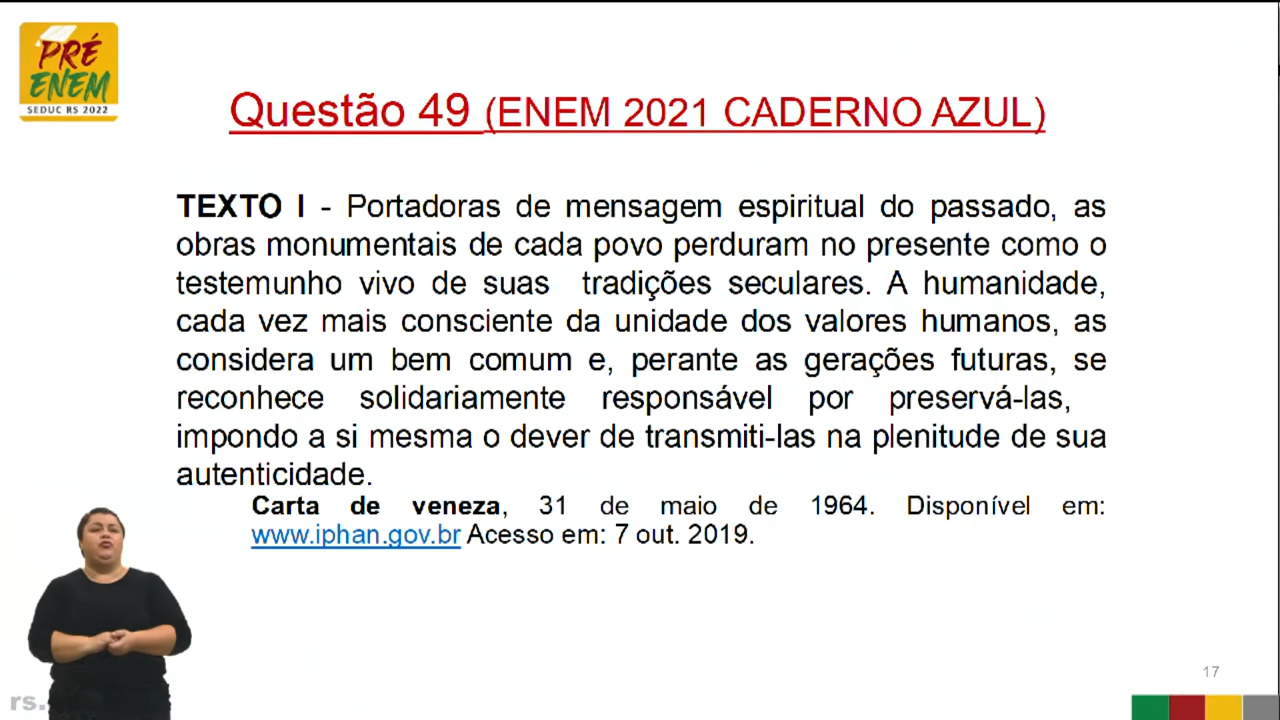 PRÉ
ENEM
SEDUC RS 2022
Questão 49 (ENEM 2021 CADERNO AZUL)
TEXTO I - Portadoras de mensagem espiritual do passado, as
obras monumentais de cada povo perduram no presente como o
testemunho vivo de suas tradições seculares. A humanidade,
cada vez mais consciente da unidade dos valores humanos, as
considera um bem comum e, perante as gerações futuras, se
reconhece solidariamente responsável por preservá-las,
impondo a si mesma o dever de transmiti-las na plenitude de sua
autenticidade.
Carta de veneza, 31 de maio de 1964. Disponível em:
www.iphan.gov.br Acesso em: 7 out. 2019.
rs.
17